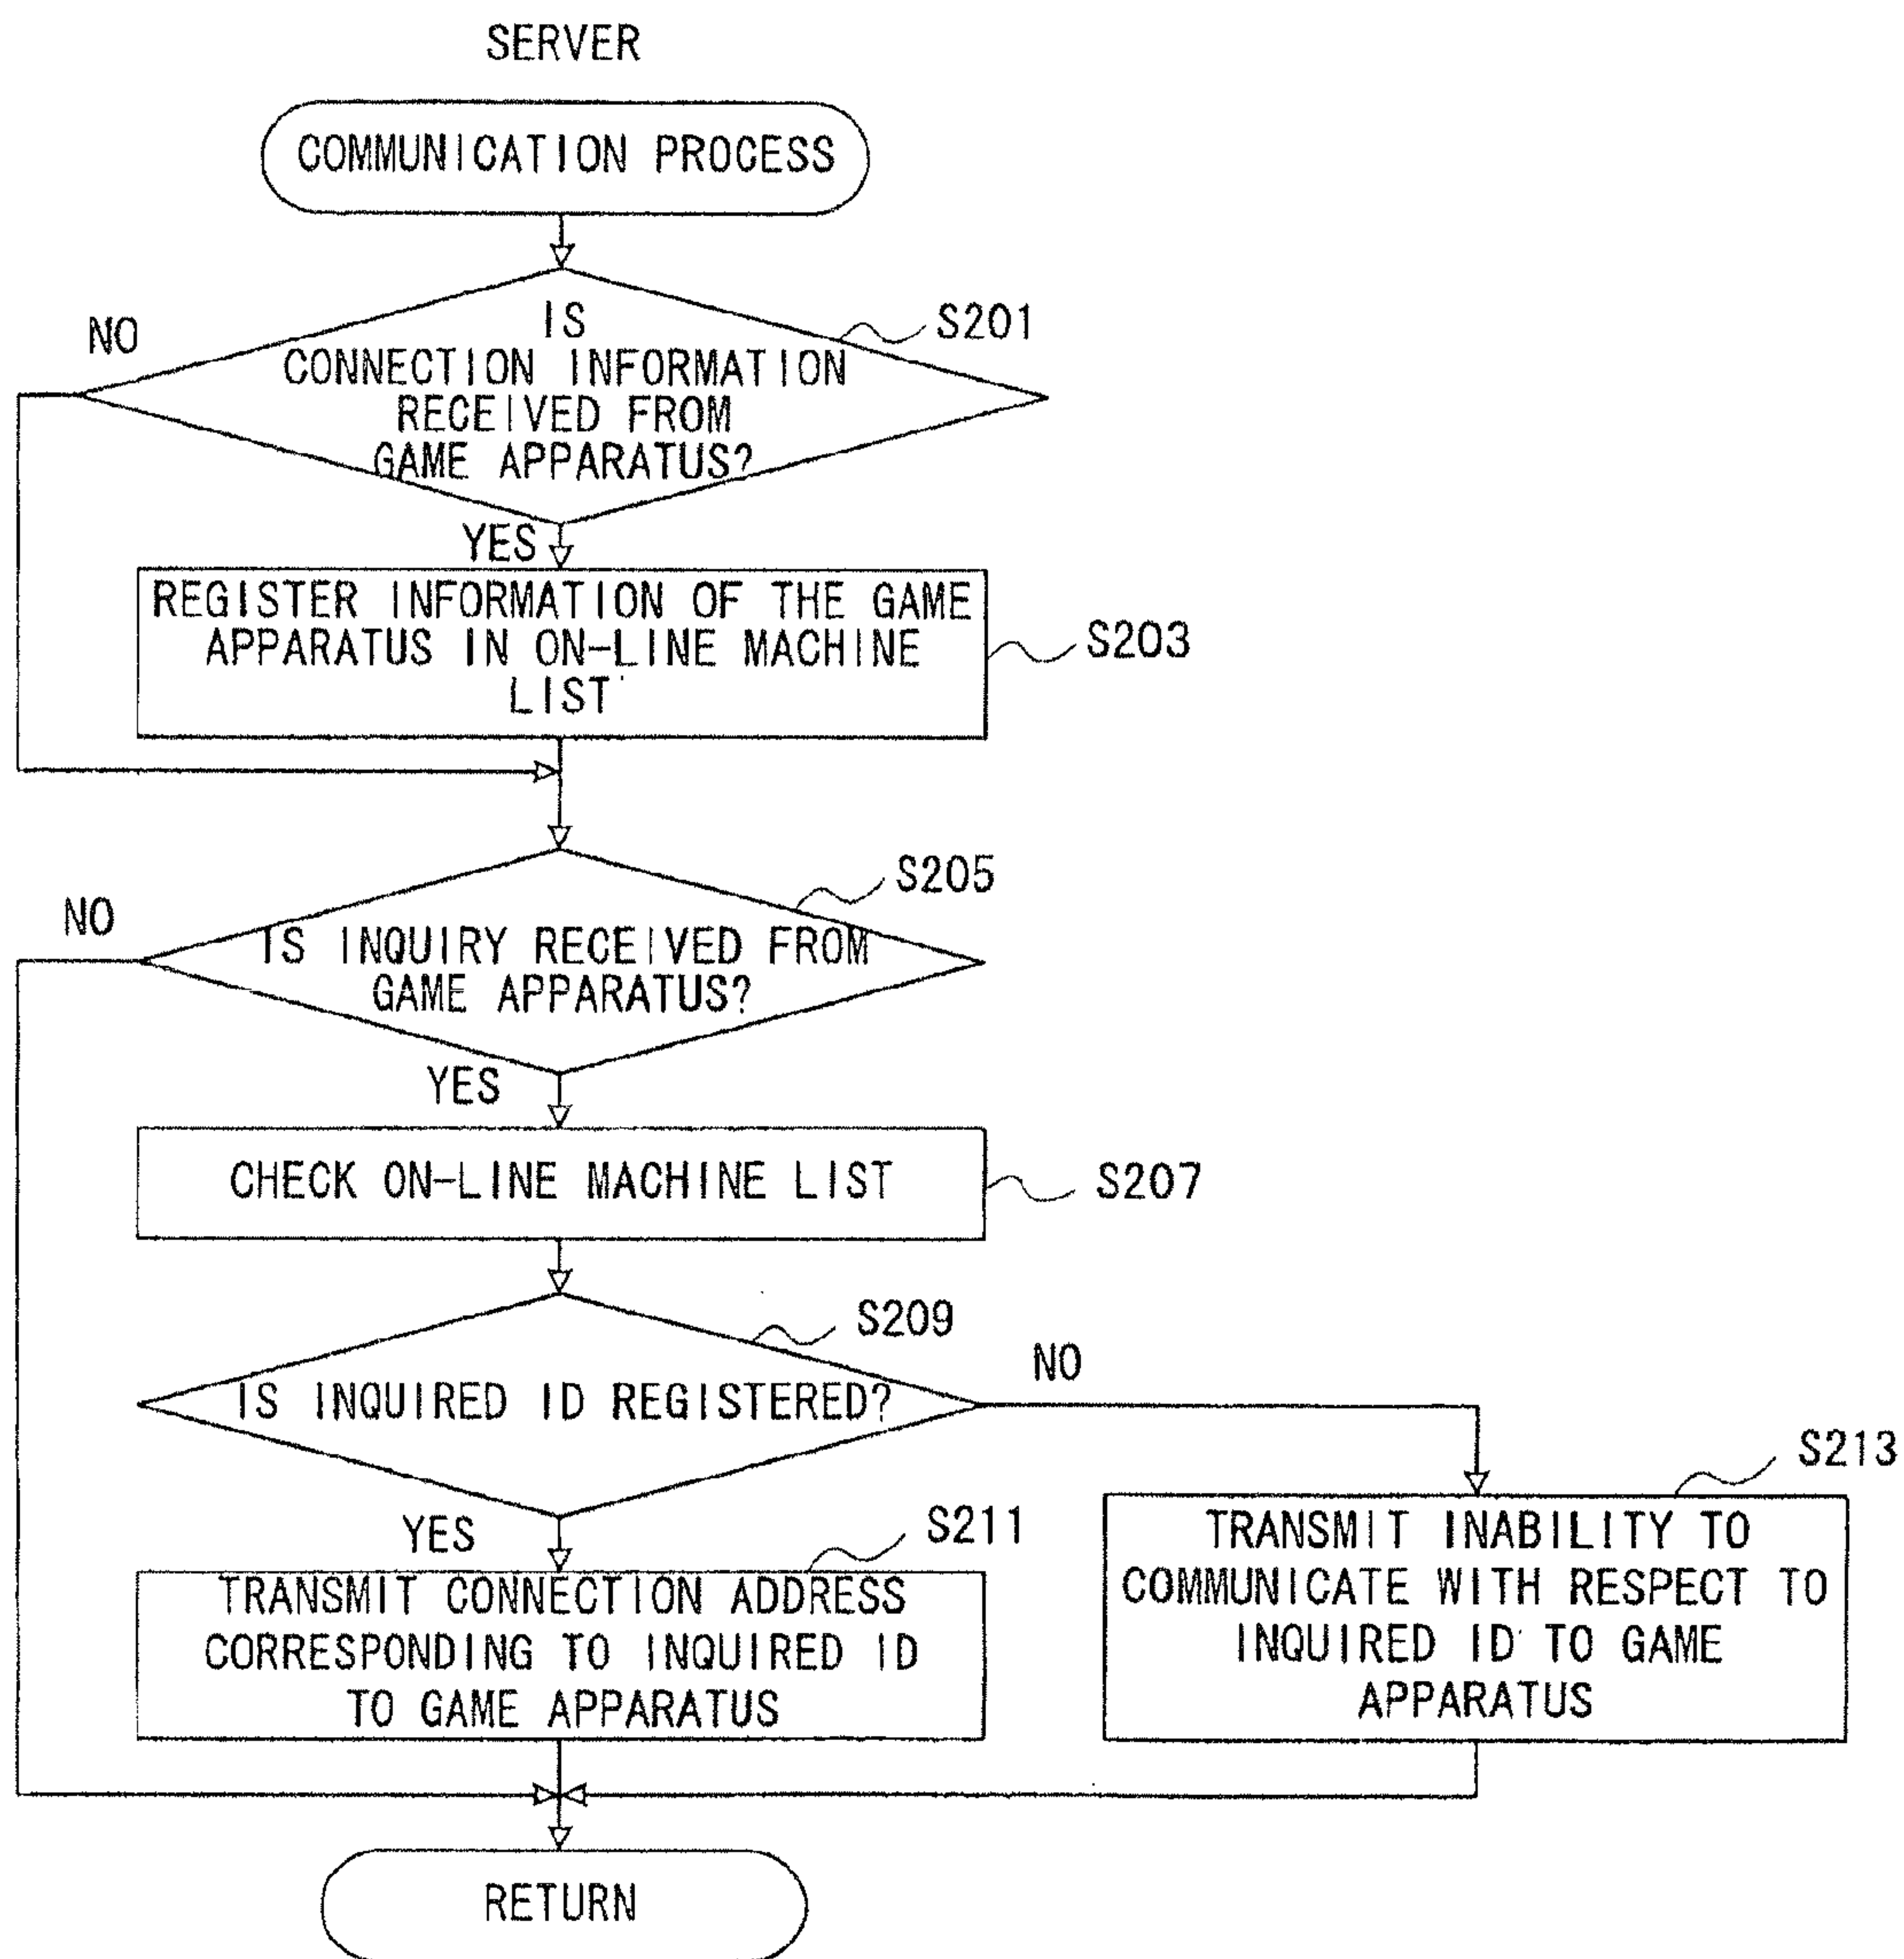 SERVER
COMMUNICATION PROCESS
IS
CONNECTION INFORMATION
RECEIVED FROM
GAME APPARATUS?
NO
S201
YES
REGISTER INFORMATION OF THE GAME
APPARATUS IN ON-LINE MACHINE
LIST
S203
S205
NO
IS INQUIRY RECEIVED FROM
GAME APPARATUS?
YES
CHECK ON-LINE MACHINE LIST
S207
S209
NO
IS INQUIRED ID REGISTERED?
YES
S211
TRANSMIT CONNECTION ADDRESS
CORRESPONDING TO INQUIRED ID
TO GAME APPARATUS
S213
TRANSMIT INABILITY TO
COMMUNICATE WITH RESPECT TO
INQUIRED ID TO GAME
APPARATUS
RETURN